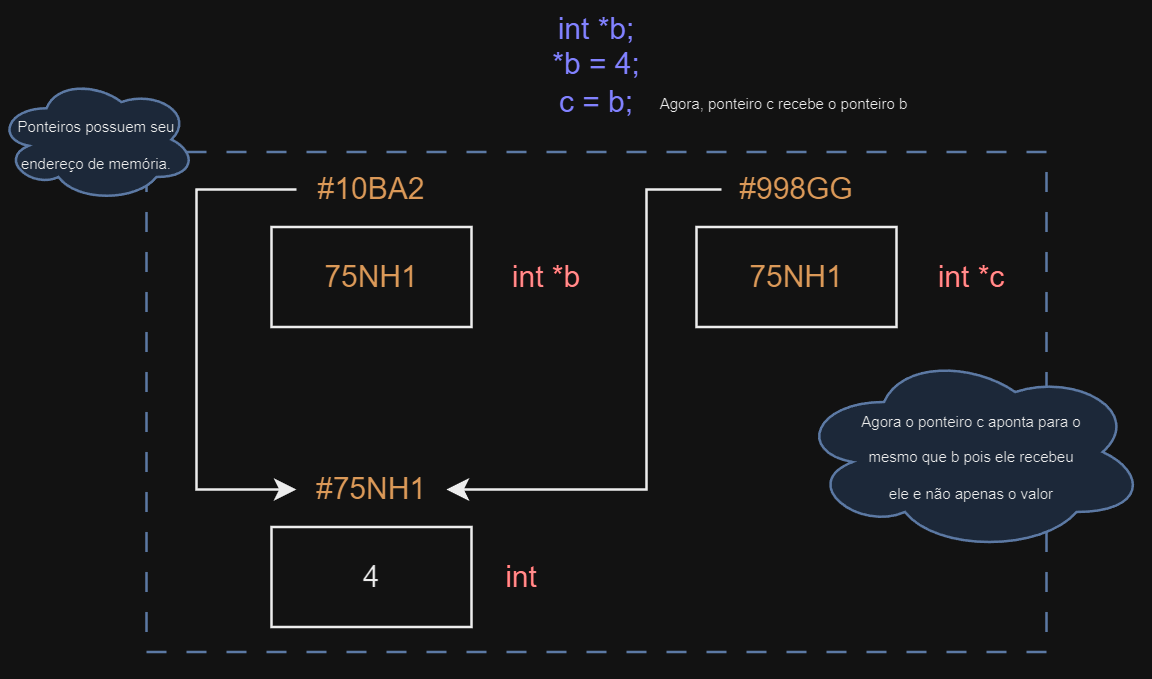 int *b;
*b = 4;
c = b;
Agora, ponteiro c recebe o ponteiro b
Ponteiros possuem seu
endereço de memória.
#10BA2
#998GG
75NH1
int *b
75NH1
int *c
Agora o ponteiro c aponta para o
mesmo que b pois ele recebeu
ele e não apenas o valor
#75NH1
4
int